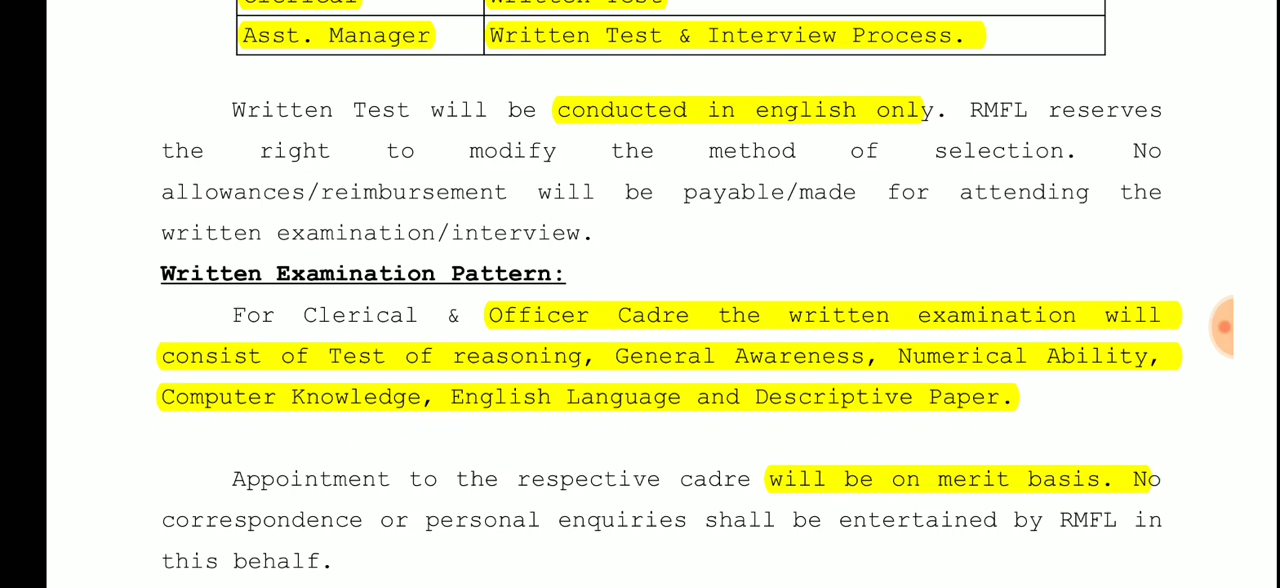 Clerical Written Test
Asst. Manager Written Test & Interview Process.
Written Test will be conducted in english only. RMFL reserves
the right to modify the method of selection. No
allowances/reimbursement will be payable/made for attending the
written examination/interview.
Written Examination Pattern:
For Clerical & Officer Cadre the written examination will
consist of Test of reasoning, General Awareness, Numerical Ability,
Computer Knowledge, English Language and Descriptive Paper.
Appointment to the respective cadre will be on merit basis. No
correspondence or personal enquiries shall be entertained by RMFL in
this behalf.